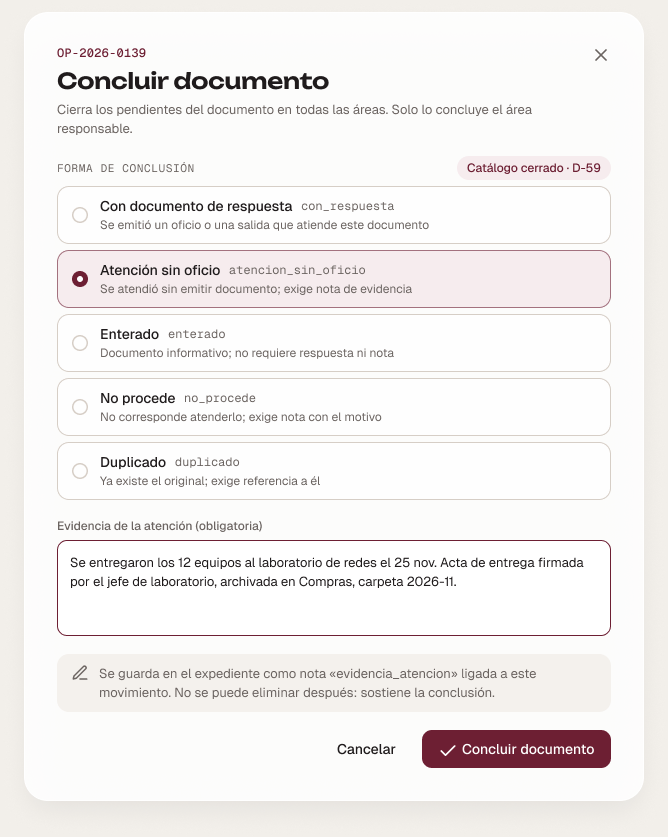 OP-2026-0139
Concluir documento
Cierra los pendientes del documento en todas las áreas. Solo lo concluye el área
responsable.
FORMA DE CONCLUSIÓN
Catálogo cerrado · D-59
Con documento de respuesta con_respuesta
Se emitió un oficio o una salida que atiende este documento
Atención sin oficio atencion_sin_oficio
Se atendió sin emitir documento; exige nota de evidencia
Enterado enterado
Documento informativo; no requiere respuesta ni nota
No procede no_procede
No corresponde atenderlo; exige nota con el motivo
Duplicado duplicado
Ya existe el original; exige referencia a él
Evidencia de la atención (obligatoria)
Se entregaron los 12 equipos al laboratorio de redes el 25 nov. Acta de entrega firmada
por el jefe de laboratorio, archivada en Compras, carpeta 2026-11.
Se guarda en el expediente como nota «evidencia_atencion» ligada a este
movimiento. No se puede eliminar después: sostiene la conclusión.
Cancelar
Concluir documento